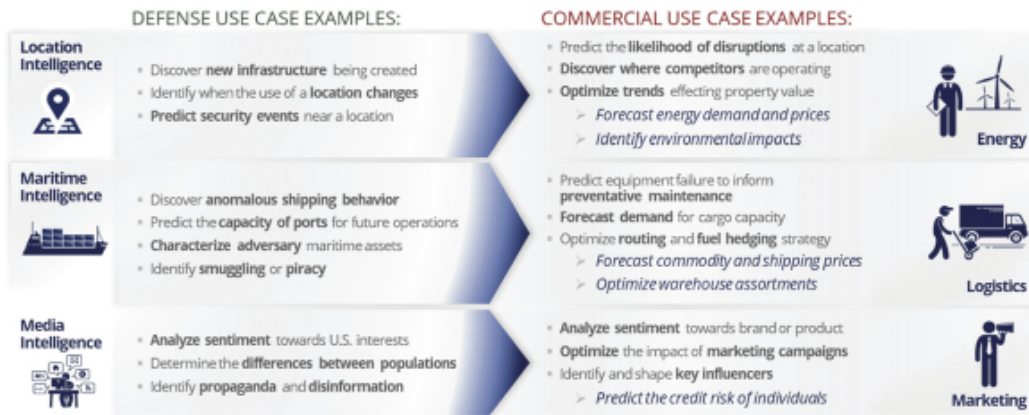 DEFENSE USE CASE EXAMPLES:
COMMERCIAL USE CASE EXAMPLES:
Location
Intelligence
Discover new infrastructure being created
Identify when the use of a location changes
Predict security events near a location
Predict the likelihood of disruptions at a location
Discover where competitors are operating
Optimize trends effecting property value
Forecast energy demand and prices
Identify environmental impacts
Energy
Maritime
Intelligence
Discover anomalous shipping behavior
Predict the capacity of ports for future operations
Characterize adversary maritime assets
Identify smuggling or piracy
Predict equipment failure to inform
preventative maintenance
Forecast demand for cargo capacity
Optimize routing and fuel hedging strategy
Forecast commodity and shipping prices
Optimize warehouse assortments
Logistics
Media
Intelligence
Analyze sentiment towards U.S. interests
Determine the differences between populations
Identify propaganda and disinformation
Analyze sentiment towards brand or product
Optimize the impact of marketing campaigns
Identify and shape key influencers
Predict the credit risk of individuals
Marketing